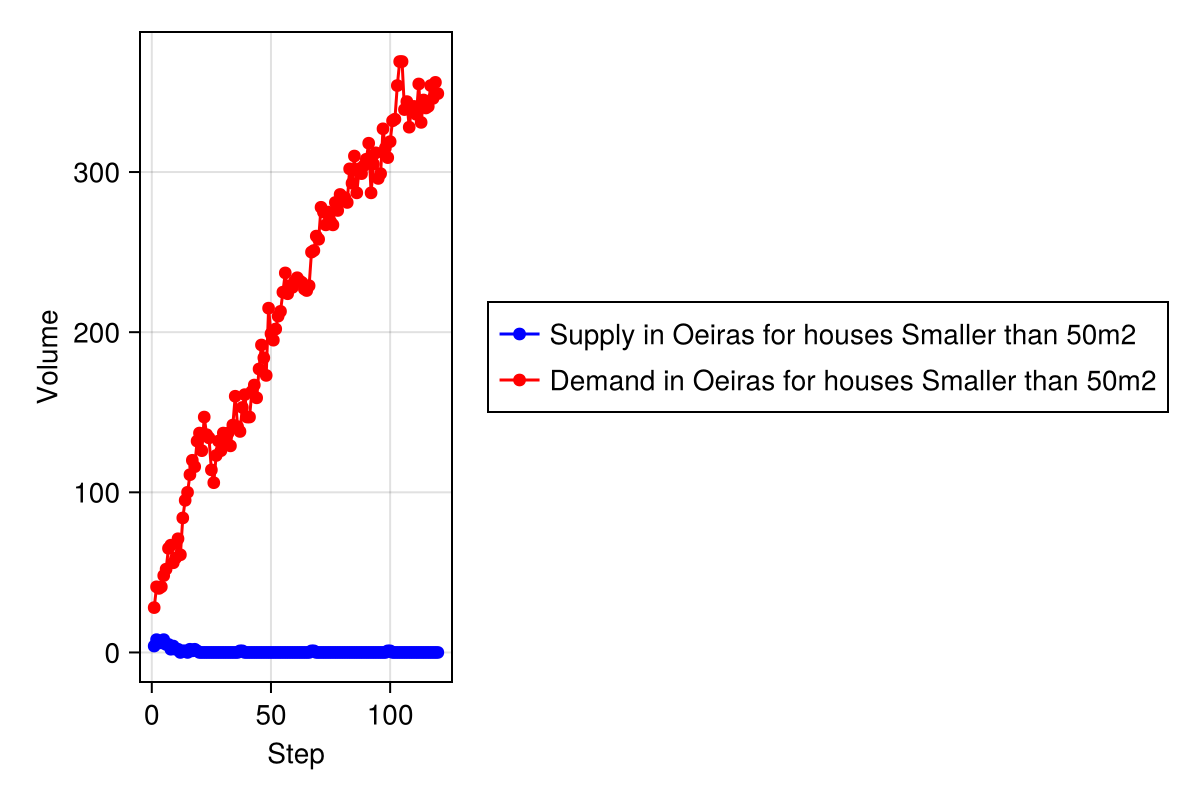 300
200
100
0
Volume
0 50 100
Step
Supply in Oeiras for houses Smaller than 50m2
Demand in Oeiras for houses Smaller than 50m2